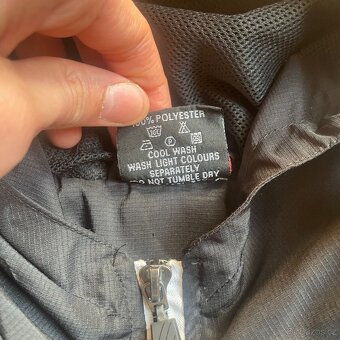 100% POLYESTER
P
COOL WASH
WASH LIGHT COLOURS
SEPARATELY
DO NOT TUMBLE DRY